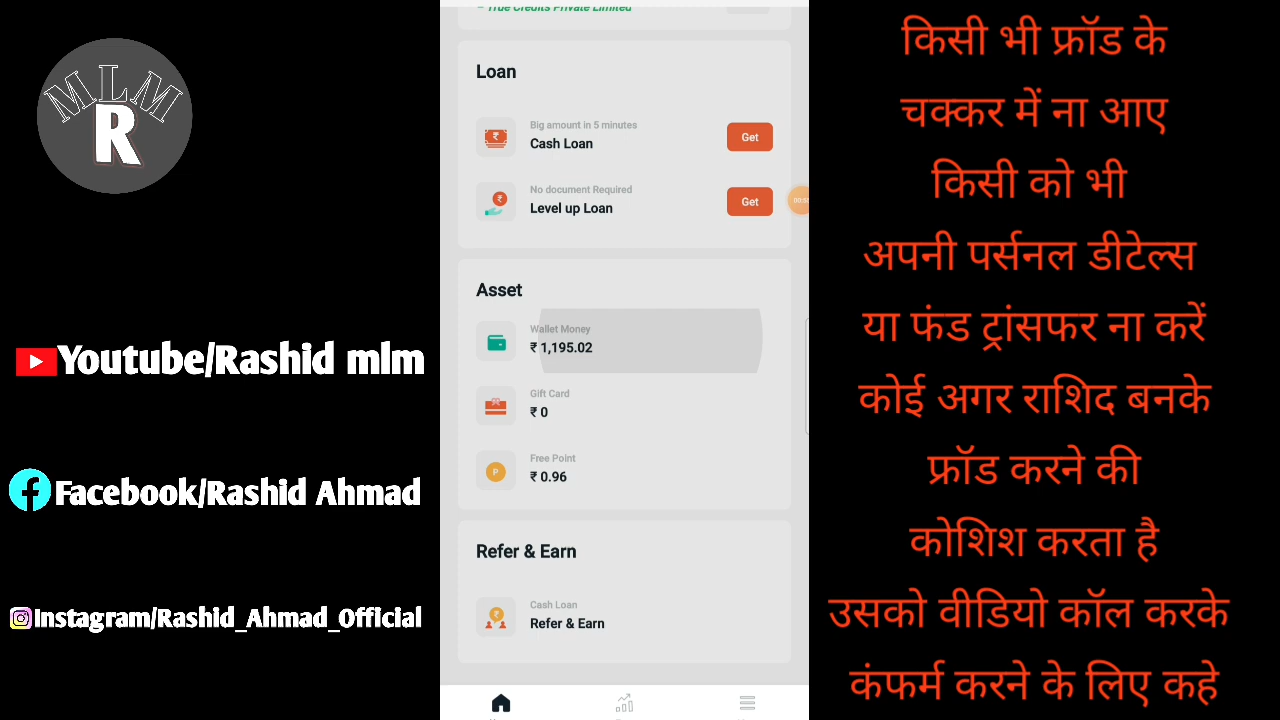 MLM
R
Youtube/Rashid mlm
Facebook/Rashid Ahmad
Instagram/Rashid_Ahmad_Official
– True Credits Private Limited
Loan
Big amount in 5 minutes
Cash Loan
Get
No document Required
Level up Loan
Get
Asset
Wallet Money
₹ 1,195.02
Gift Card
₹ 0
Free Point
₹ 0.96
Refer & Earn
Cash Loan
Refer & Earn
किसी भी फ्रॉड के
चक्कर में ना आए
किसी को भी
अपनी पर्सनल डीटेल्स
या फंड ट्रांसफर ना करें
कोई अगर राशिद बनके
फ्रॉड करने की
कोशिश करता है
उसको वीडियो कॉल करके
कंफर्म करने के लिए कहे